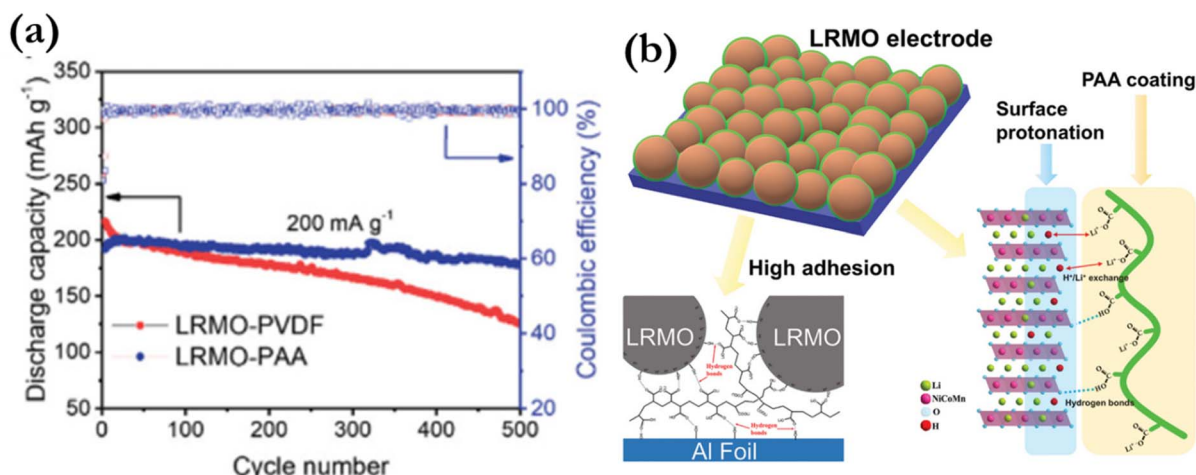 (a)
350
300
250
200
150
100
50
Discharge capacity (mAh g⁻¹)
100
80
60
40
20
Coulombic efficiency (%)
200 mA g⁻¹
LRMO-PVDF
LRMO-PAA
0
100
200
300
400
500
Cycle number
(b)
LRMO electrode
PAA coating
Surface
protonation
High adhesion
LRMO
LRMO
Hydrogen
bonds
Hydrogen
bonds
Al Foil
H⁺/Li⁺ exchange
Hydrogen bonds
Li
NiCoMn
O
H